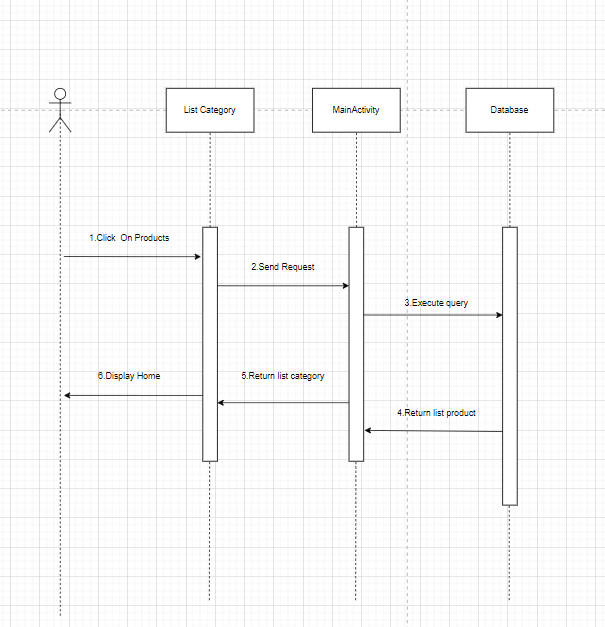 List Category
MainActivity
Database
1.Click On Products
2.Send Request
3.Execute query
6.Display Home
5.Return list category
4.Return list product